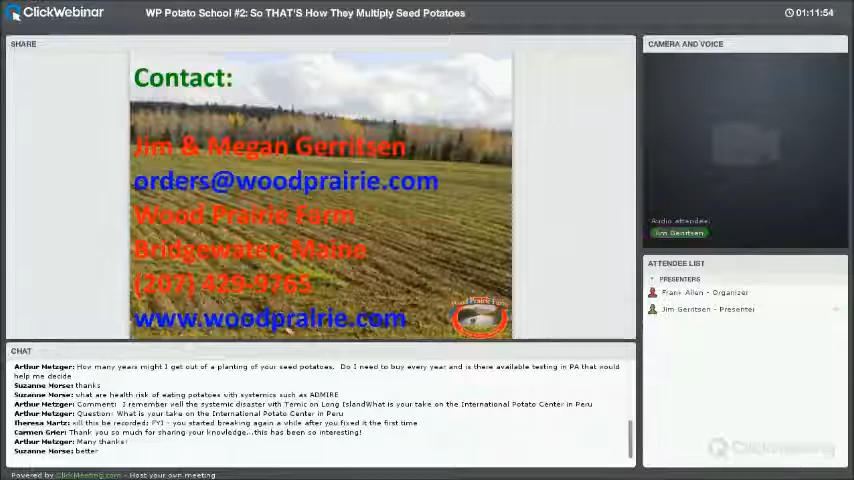 ClickWebinar
WP Potato School #2: So THAT'S How They Multiply Seed Potatoes
01:11:54
SHARE
Contact:
Jim & Megan Gerritsen
orders@woodprairie.com
Wood Prairie Farm
Bridgewater, Maine
(207) 429-9765
www.woodprairie.com
Wood Prairie Farm
CAMERA AND VOICE
Audio attendee:
Jim Gerritsen
ATTENDEE LIST
PRESENTERS
Frank Allen - Organizer
Jim Gerritsen - Presenter
CHAT
Arthur Metzger: How many years might I get out of a planting of your seed potatoes. Do I need to buy every year and is there available testing in PA that would
help me decide
Suzanne Morse: thanks
Suzanne Morse: what are health risk of eating potatoes with systemics such as ADMIRE
Arthur Metzger: Comment: I remember well the systemic disaster with Temic on Long IslandWhat is your take on the International Potato Center in Peru
Arthur Metzger: Question: What is your take on the International Potato Center in Peru
Theresa Martz: will this be recorded; FYI - you started breaking again a while after you fixed it the first time
Carmen Grier: Thank you so much for sharing your knowledge...this has been so interesting!
Arthur Metzger: Many thanks!
Suzanne Morse: better
ClickMeeting
Powered by ClickMeeting.com - Host your own meeting